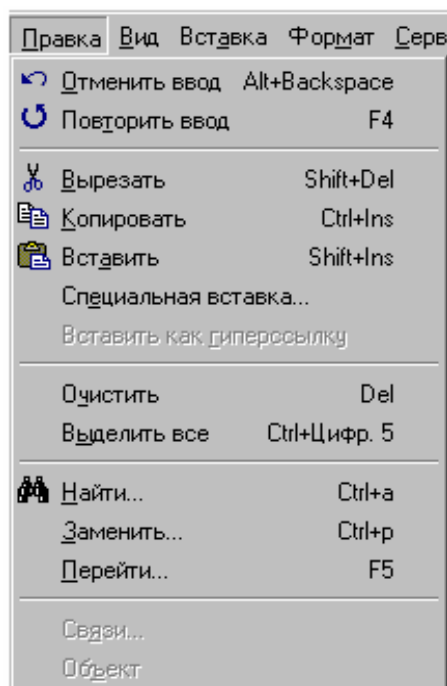 Правка Вид Вставка Формат Серв
Отменить ввод Alt+Backspace
Повторить ввод F4
Вырезать Shift+Del
Копировать Ctrl+Ins
Вставить Shift+Ins
Специальная вставка...
Вставить как гиперссылку
Очистить Del
Выделить все Ctrl+Цифр. 5
Найти... Ctrl+а
Заменить... Ctrl+р
Перейти... F5
Связи...
Объект